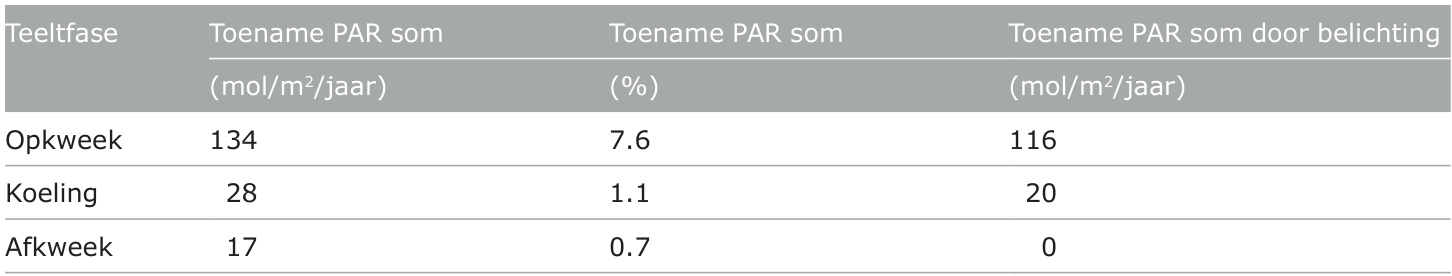 Teeltfase Toename PAR som Toename PAR som Toename PAR som door belichting
(mol/m²/jaar) (%) (mol/m²/jaar)
Opkweek 134 7.6 116
Koeling 28 1.1 20
Afkweek 17 0.7 0